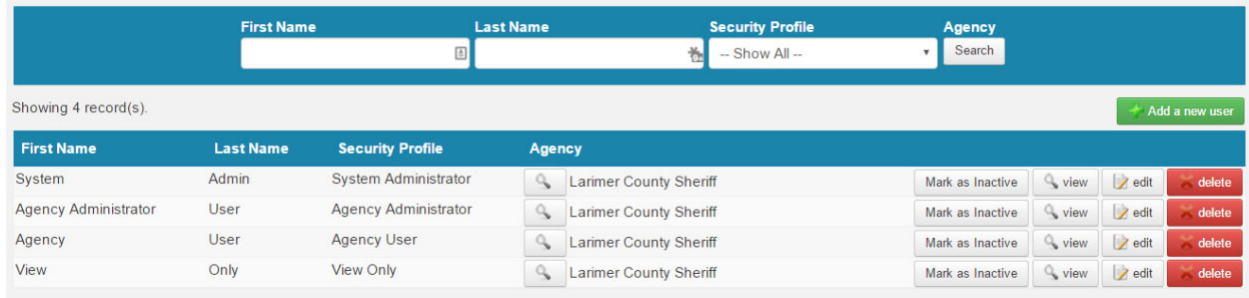 First Name Last Name Security Profile Agency
-- Show All -- Search
Showing 4 record(s). Add a new user
First Name Last Name Security Profile Agency
System Admin System Administrator Larimer County Sheriff Mark as Inactive view edit delete
Agency Administrator User Agency Administrator Larimer County Sheriff Mark as Inactive view edit delete
Agency User Agency User Larimer County Sheriff Mark as Inactive view edit delete
View Only View Only Larimer County Sheriff Mark as Inactive view edit delete